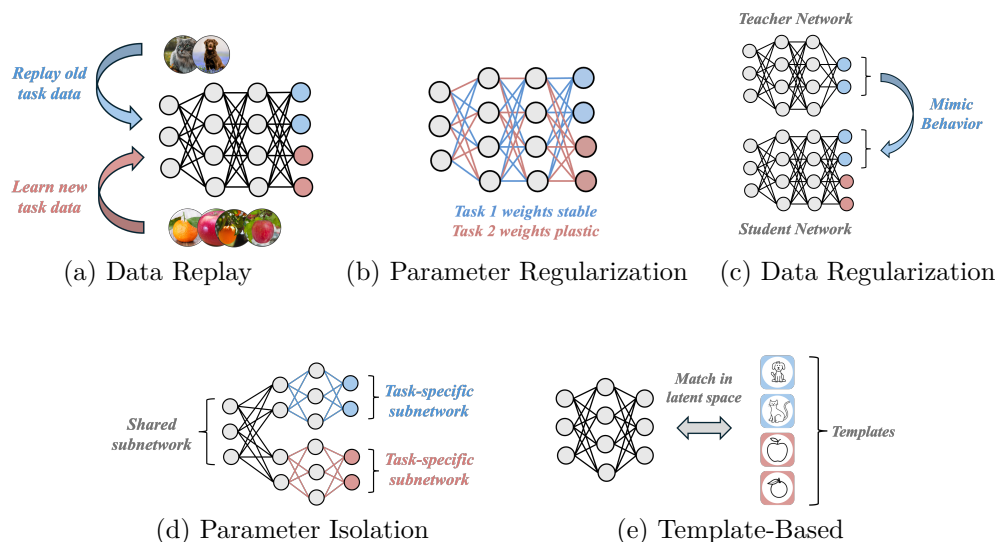 Replay old
task data
Learn new
task data
(a) Data Replay
Task 1 weights stable
Task 2 weights plastic
(b) Parameter Regularization
Teacher Network
Mimic
Behavior
Student Network
(c) Data Regularization
Shared
subnetwork
Task-specific
subnetwork
Task-specific
subnetwork
(d) Parameter Isolation
Match in
latent space
Templates
(e) Template-Based